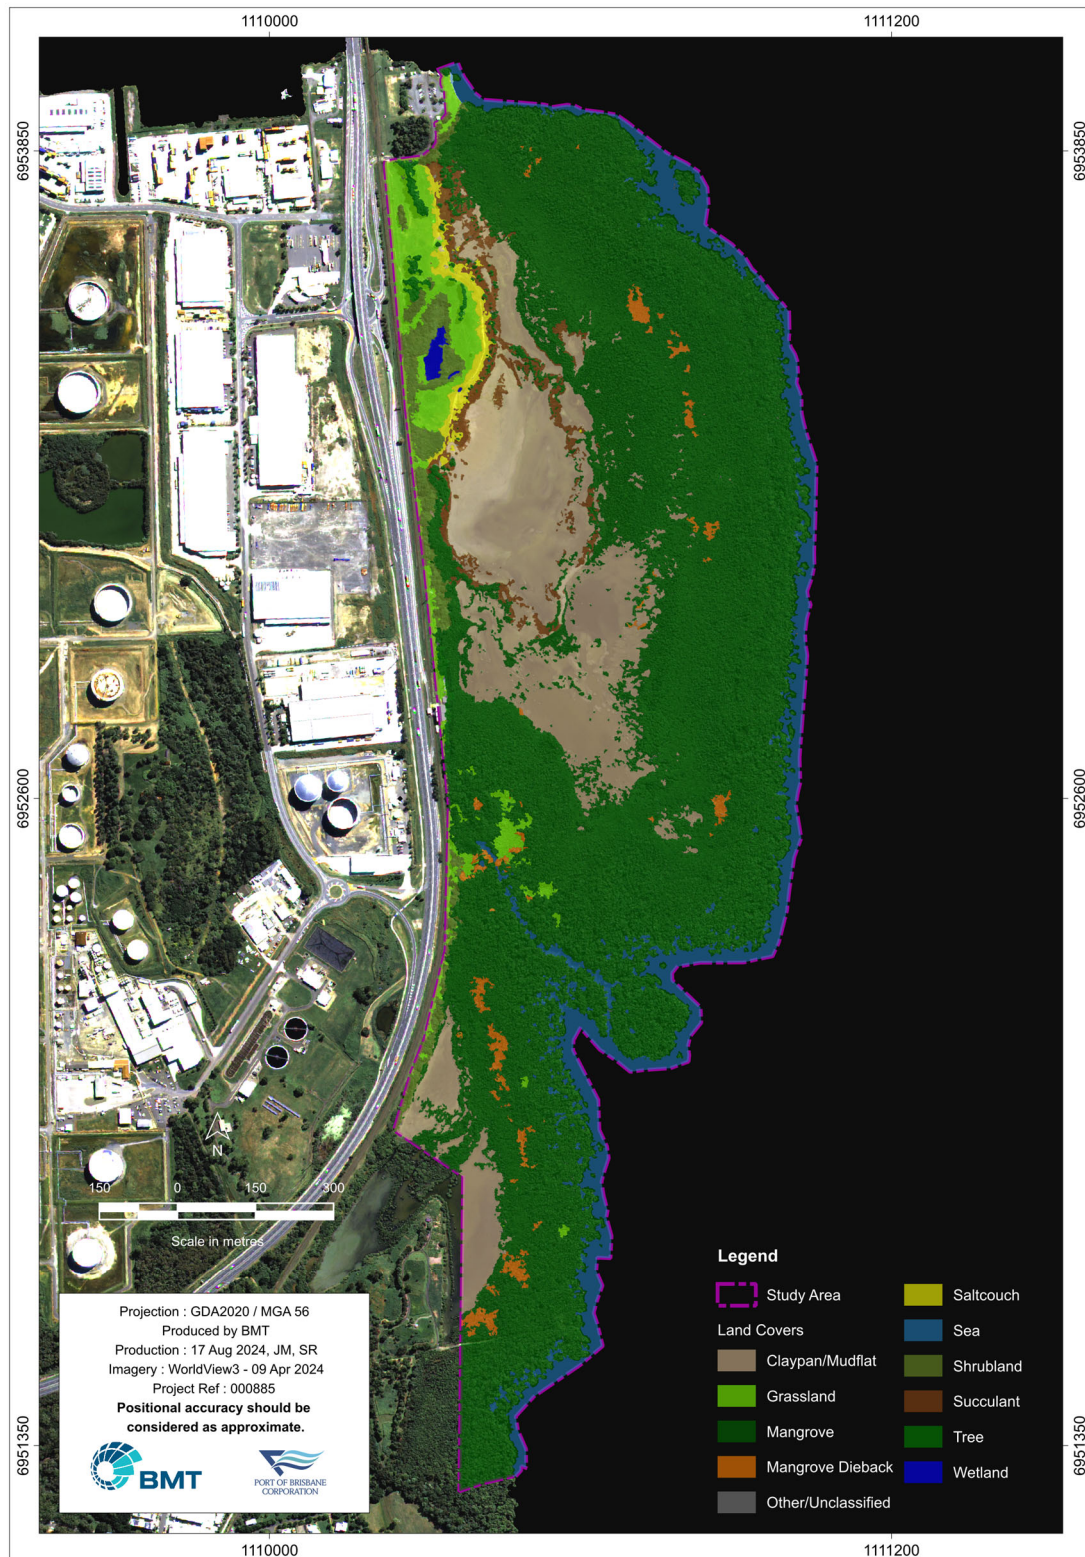 1110000
1111200
6953850
6953850
6952600
6952600
6951350
6951350
N
150
0
150
300
Scale in metres
Projection : GDA2020 / MGA 56
Produced by BMT
Production : 17 Aug 2024, JM, SR
Imagery : WorldView3 - 09 Apr 2024
Project Ref : 000885
Positional accuracy should be
considered as approximate.
BMT
PORT OF BRISBANE
CORPORATION
Legend
Study Area
Land Covers
Claypan/Mudflat
Grassland
Mangrove
Mangrove Dieback
Other/Unclassified
Saltcouch
Sea
Shrubland
Succulant
Tree
Wetland
1110000
1111200